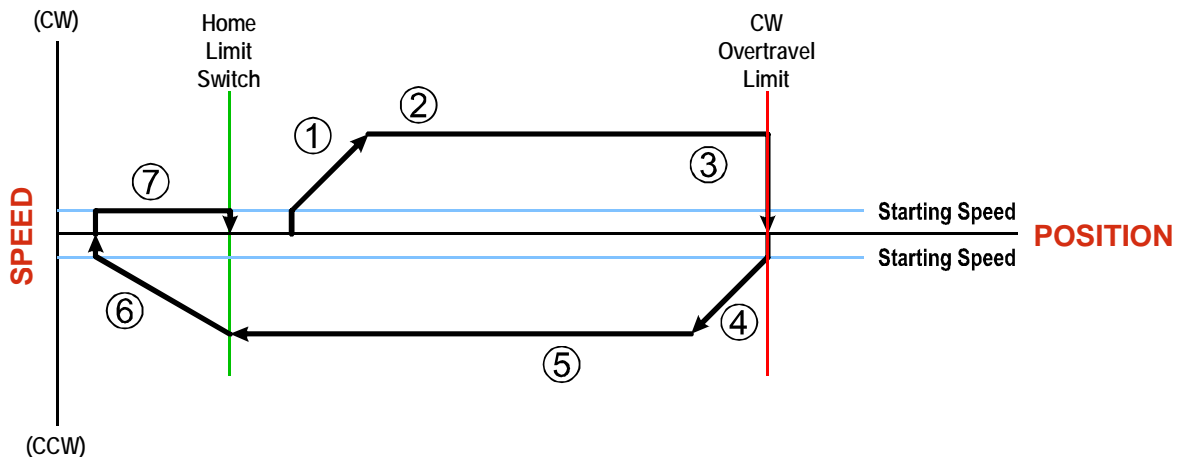 (CW)
Home
Limit
Switch
CW
Overtravel
Limit
①
②
③
⑦
Starting Speed
SPEED
POSITION
Starting Speed
⑥
④
⑤
(CCW)